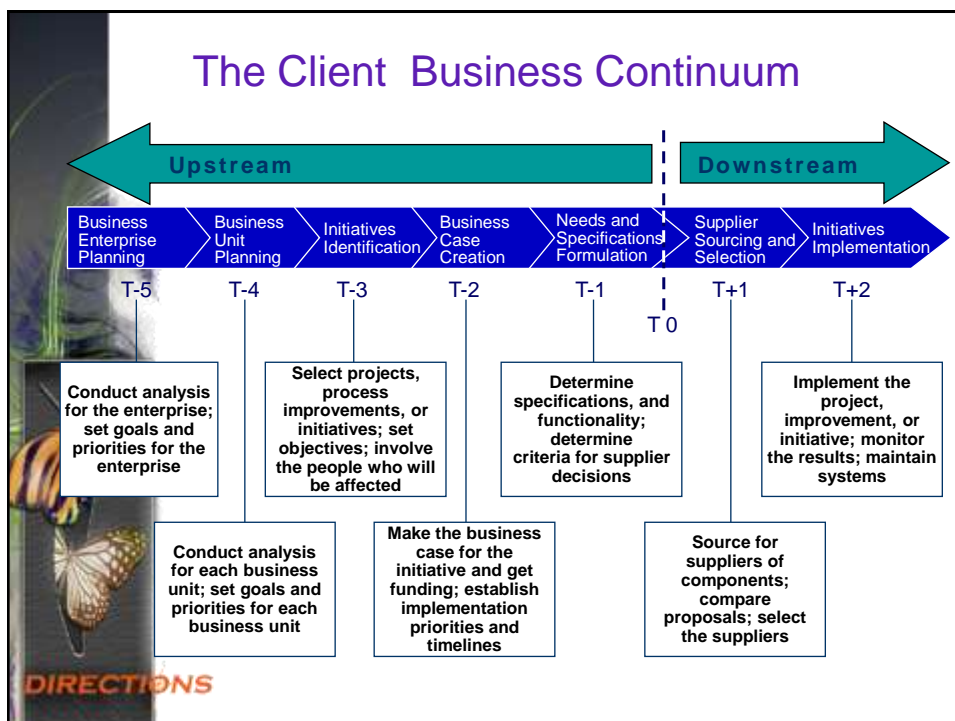 The Client Business Continuum
Upstream
Downstream
Business
Enterprise
Planning
Business
Unit
Planning
Initiatives
Identification
Business
Case
Creation
Needs and
Specifications
Formulation
Supplier
Sourcing and
Selection
Initiatives
Implementation
T-5
T-4
T-3
T-2
T-1
T 0
T+1
T+2
Conduct analysis
for the enterprise;
set goals and
priorities for the
enterprise
Select projects,
process
improvements, or
initiatives; set
objectives; involve
the people who will
be affected
Determine
specifications, and
functionality;
determine
criteria for supplier
decisions
Implement the
project,
improvement, or
initiative; monitor
the results; maintain
systems
Conduct analysis
for each business
unit; set goals and
priorities for each
business unit
Make the business
case for the
initiative and get
funding; establish
implementation
priorities and
timelines
Source for
suppliers of
components;
compare
proposals; select
the suppliers
DIRECTIONS